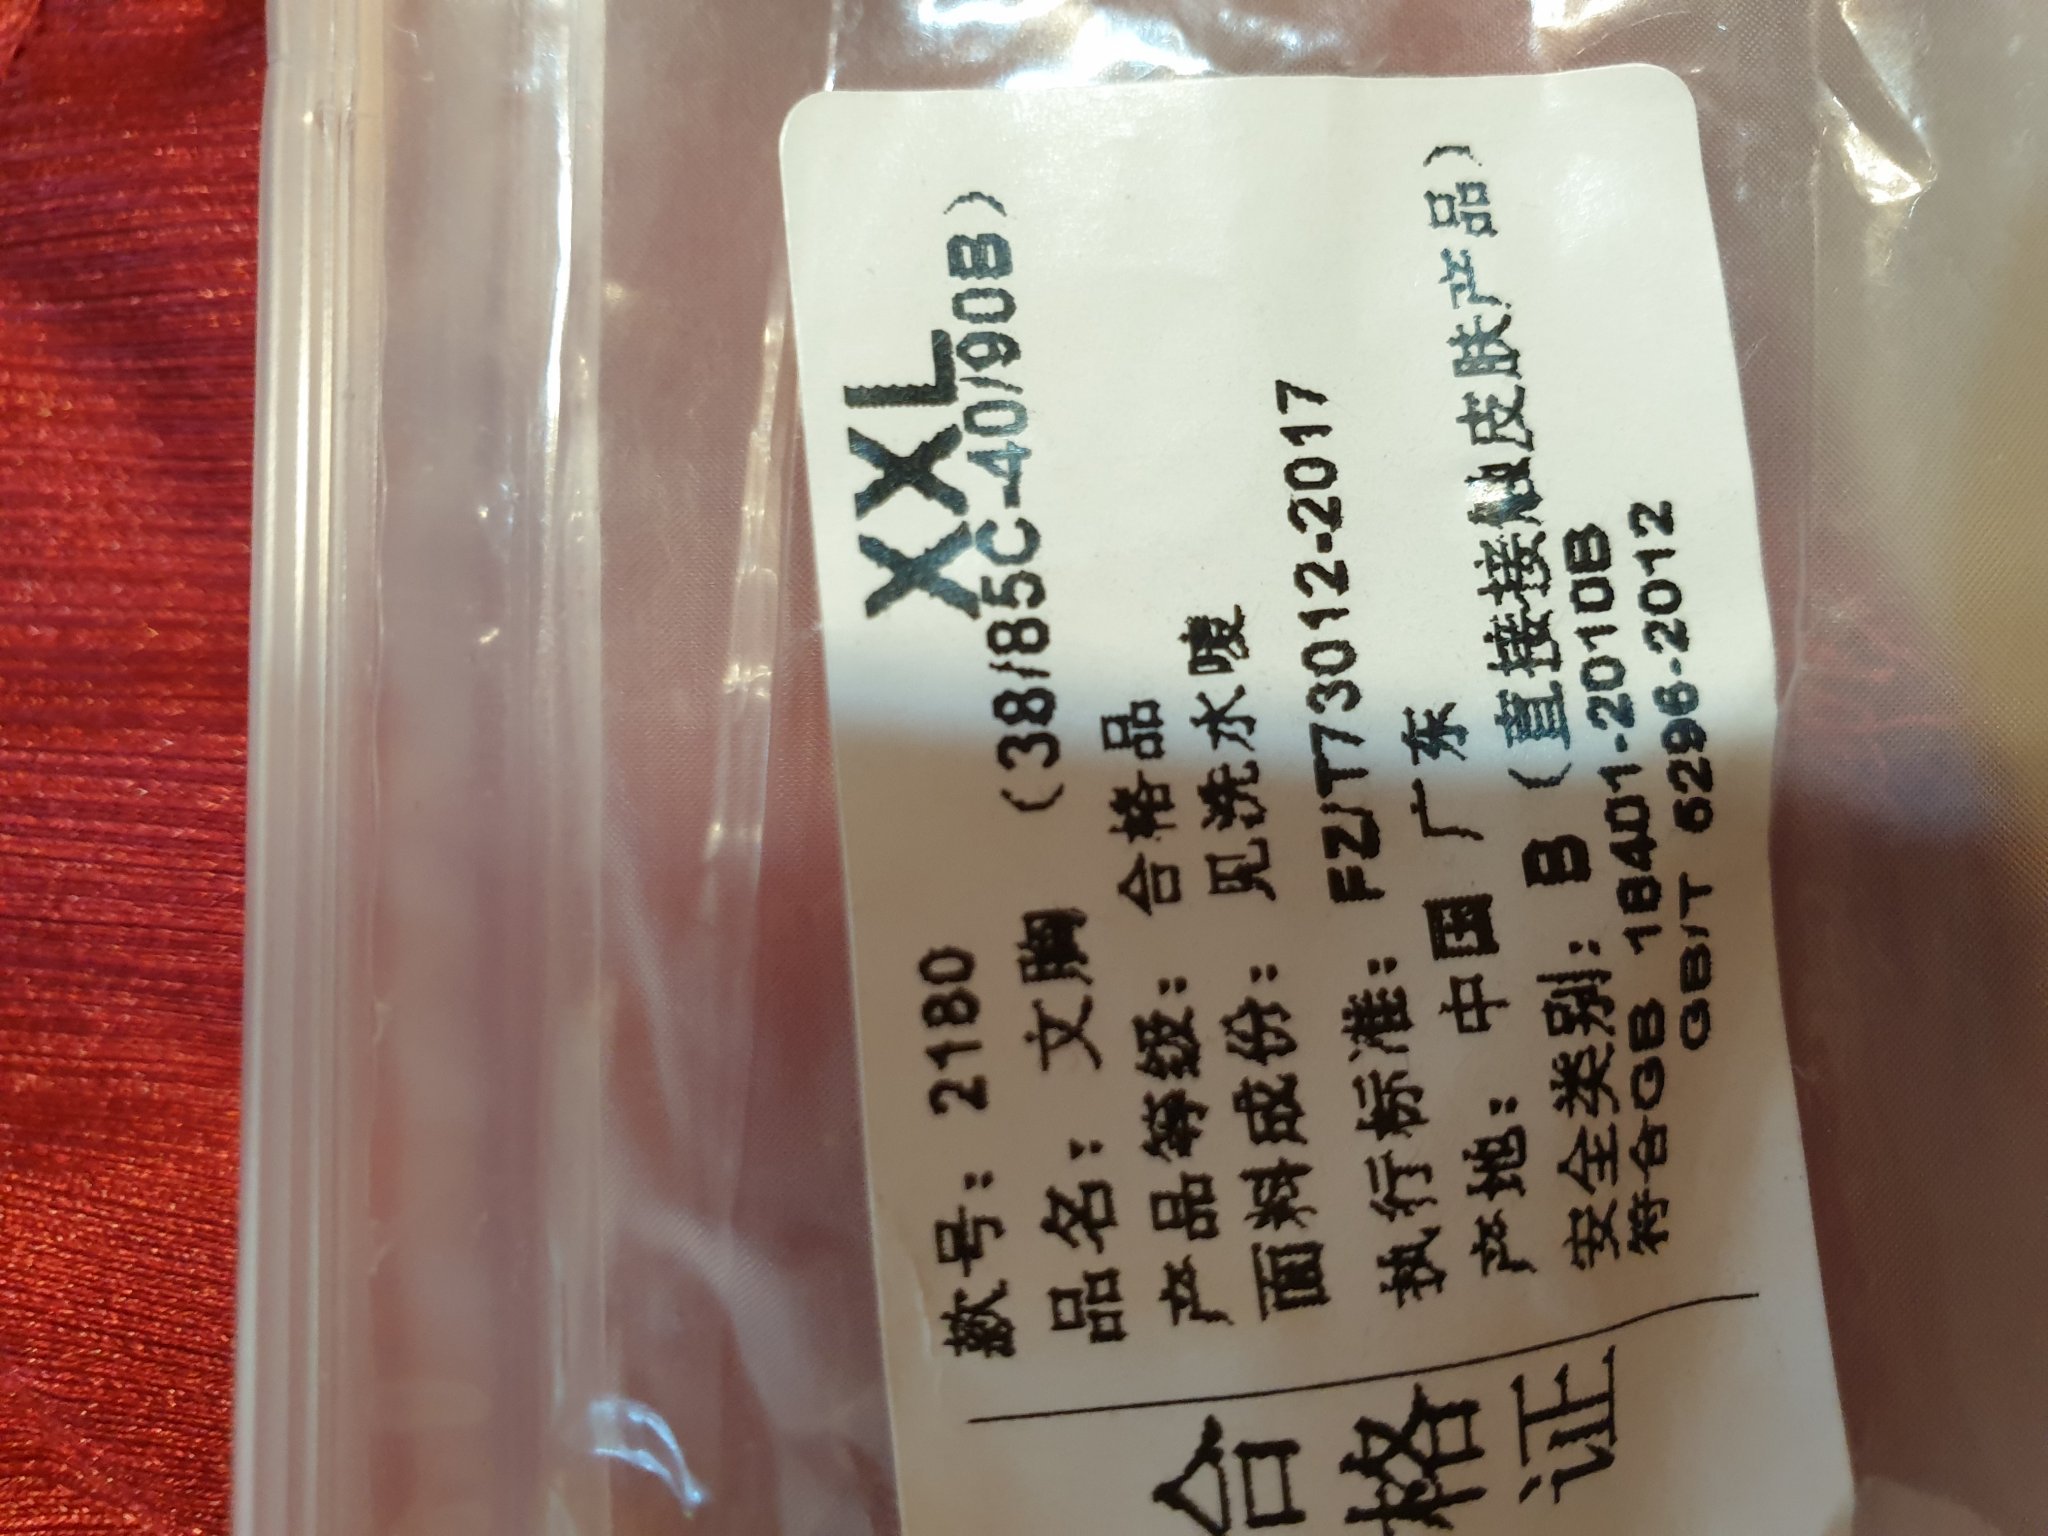 合格证
款号：2180 XXL
品名：文胸 （38/85C-40/90B）
产品等级：合格品
面料成份：见洗水唛
执行标准：FZ/T73012-2017
产地：中国 广东
安全类别：B（直接接触皮肤产品）
符合GB 18401-2010B
GB/T 6296-2012